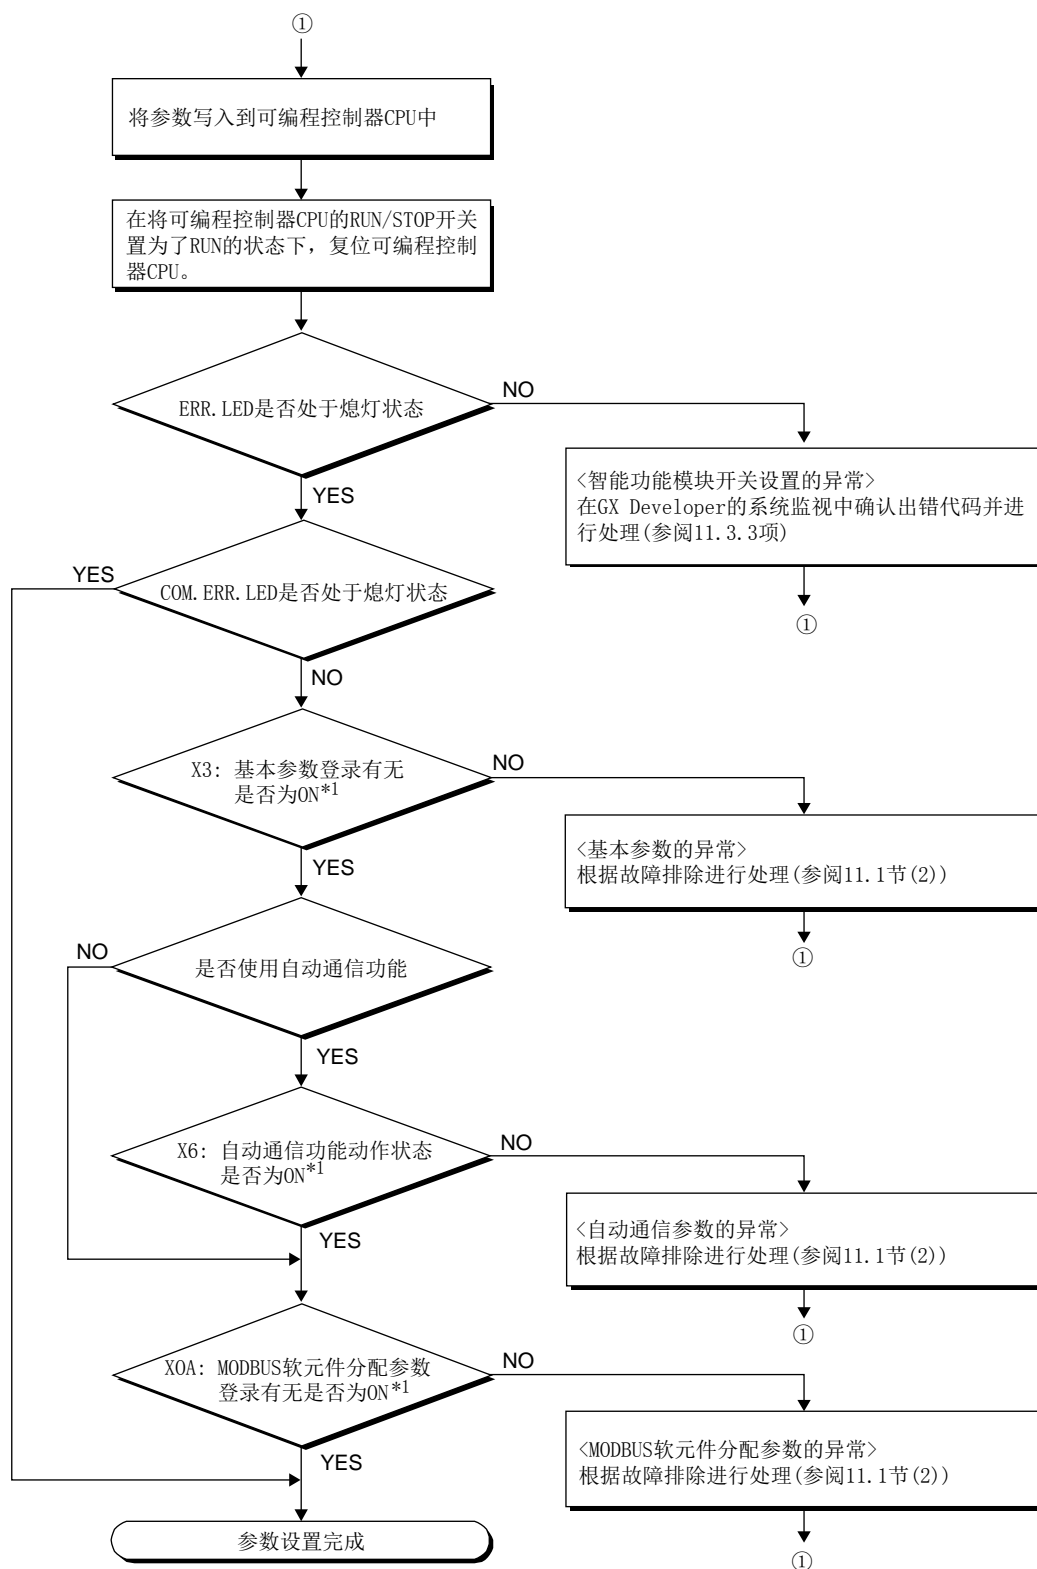 ①
将参数写入到可编程控制器CPU中
在将可编程控制器CPU的RUN/STOP开关
置为了RUN的状态下，复位可编程控制
器CPU。
ERR.LED是否处于熄灯状态
NO
YES
<智能功能模块开关设置的异常>
在GX Developer的系统监视中确认出错代码并进
行处理(参阅11.3.3项)
①
COM.ERR.LED是否处于熄灯状态
YES
NO
X3: 基本参数登录有无
是否为ON*1
NO
YES
<基本参数的异常>
根据故障排除进行处理(参阅11.1节(2))
①
是否使用自动通信功能
NO
YES
X6: 自动通信功能动作状态
是否为ON*1
NO
YES
<自动通信参数的异常>
根据故障排除进行处理(参阅11.1节(2))
①
X0A: MODBUS软元件分配参数
登录有无是否为ON*1
NO
YES
<MODBUS软元件分配参数的异常>
根据故障排除进行处理(参阅11.1节(2))
①
参数设置完成